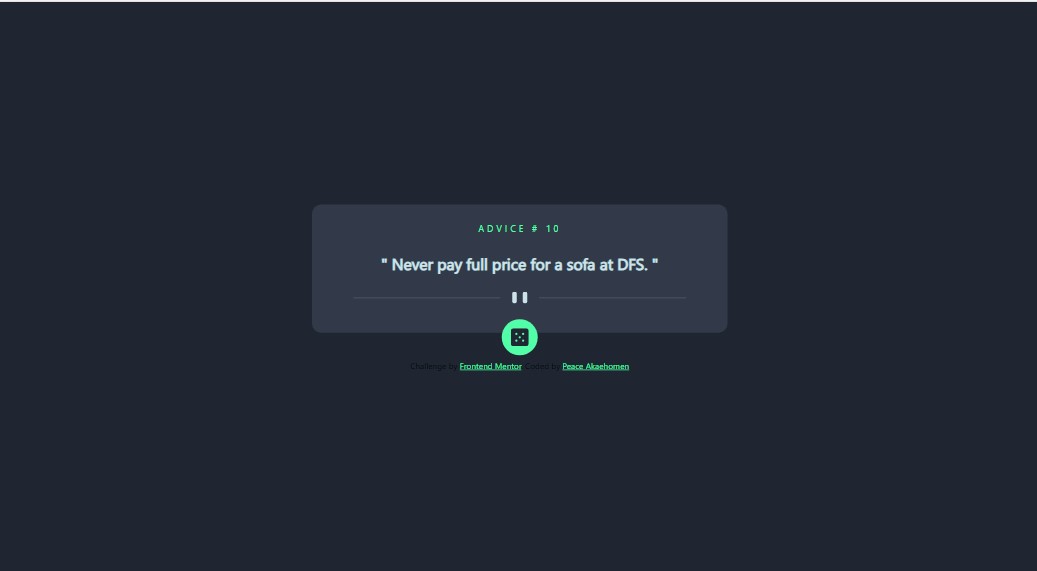 ADVICE # 10
" Never pay full price for a sofa at DFS. "
Challenge by Frontend Mentor Coded by Peace Akaehomen